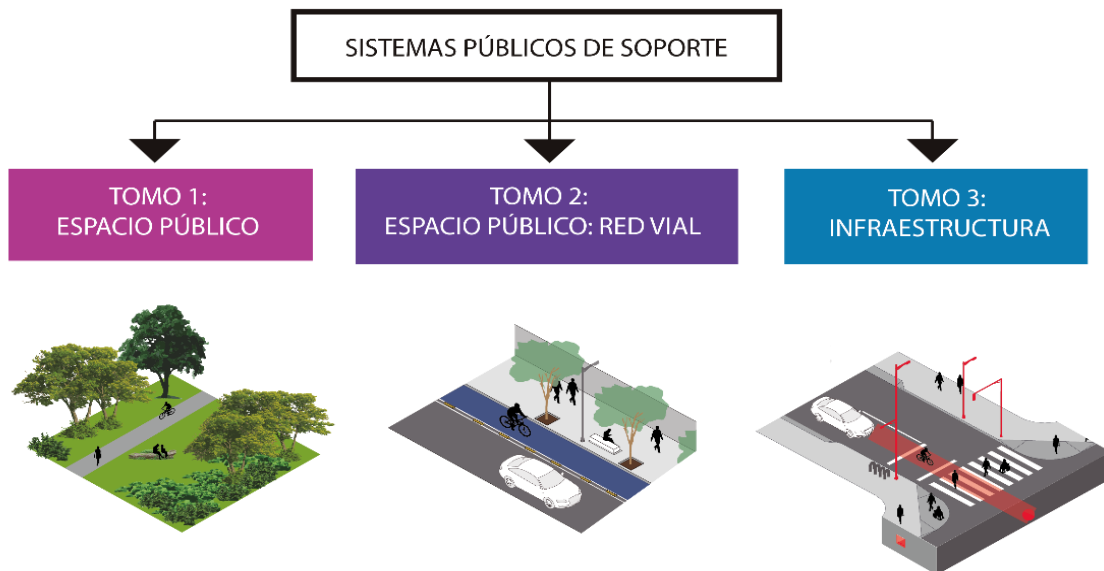 SISTEMAS PÚBLICOS DE SOPORTE
TOMO 1:
ESPACIO PÚBLICO
TOMO 2:
ESPACIO PÚBLICO: RED VIAL
TOMO 3:
INFRAESTRUCTURA